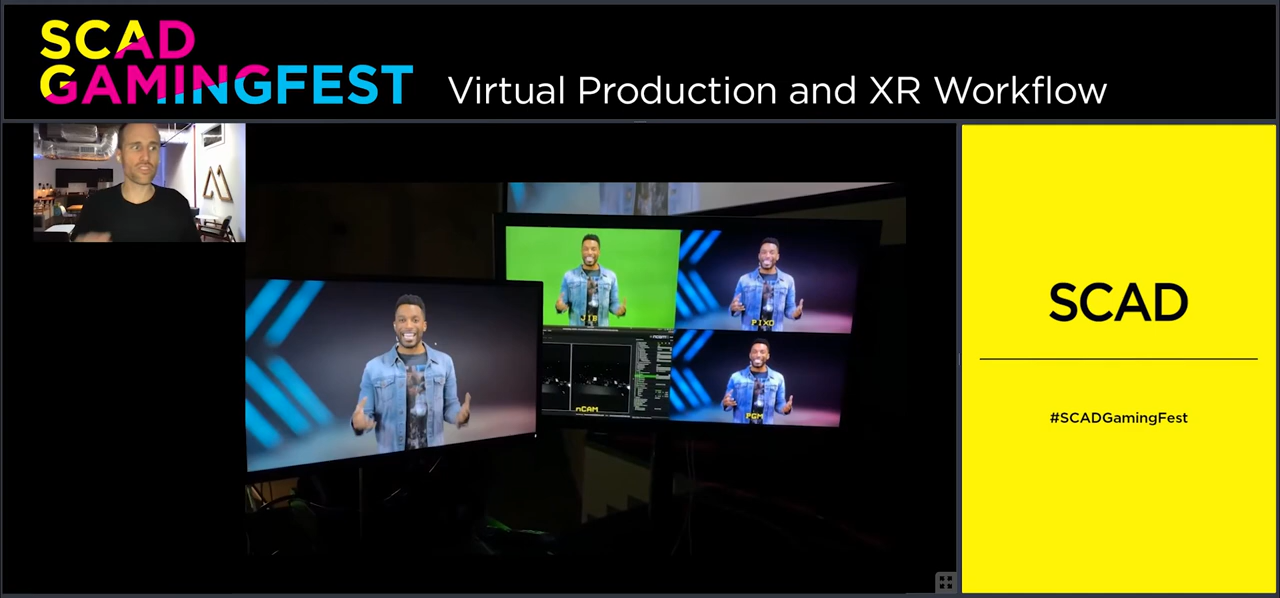 SCAD
GAMINGFEST
Virtual Production and XR Workflow
JIB
PIXO
nCAM
PGM
SCAD
#SCADGamingFest